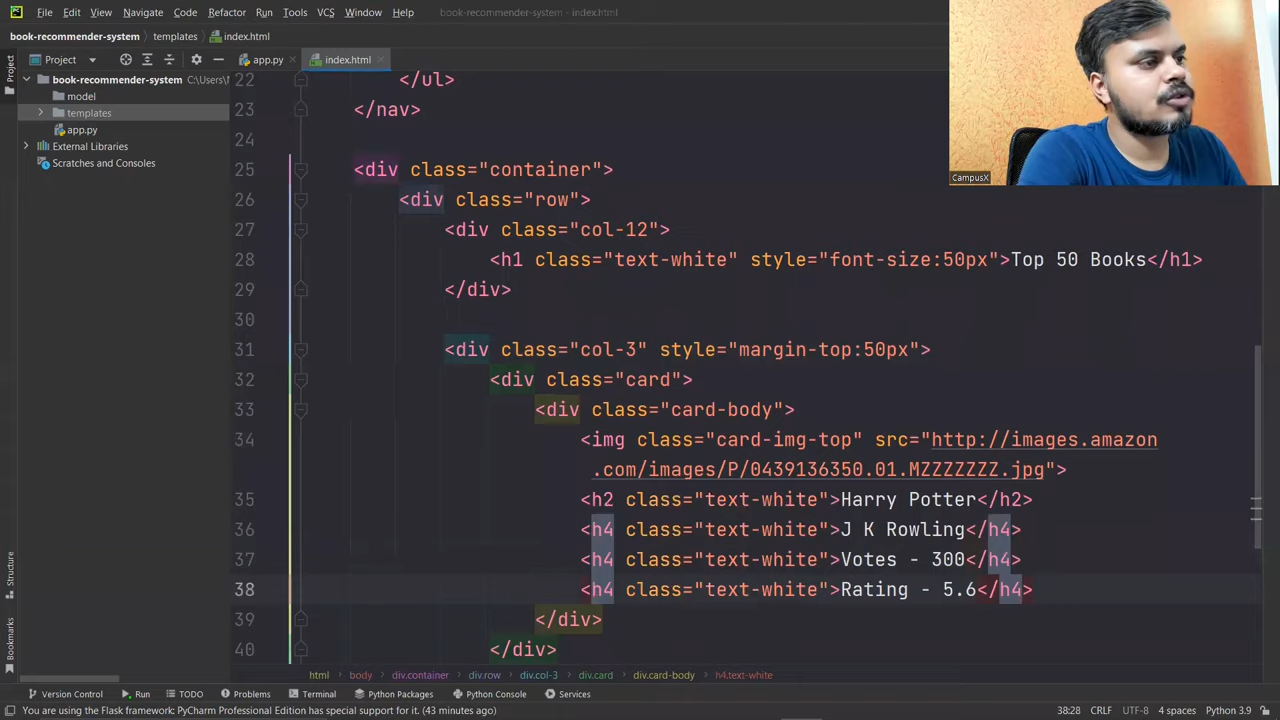 File Edit View Navigate Code Refactor Run Tools VCS Window Help book-recommender-system - index.html
book-recommender-system templates index.html
Project app.py index.html
Project
book-recommender-system C:\Users\
model
templates
app.py
External Libraries
Scratches and Consoles
22 </ul>
23 </nav>
24
25 <div class="container">
26 <div class="row">
27 <div class="col-12">
28 <h1 class="text-white" style="font-size:50px">Top 50 Books</h1>
29 </div>
30
31 <div class="col-3" style="margin-top:50px">
32 <div class="card">
33 <div class="card-body">
34 <img class="card-img-top" src="http://images.amazon
.com/images/P/0439136350.01.MZZZZZZZ.jpg">
35 <h2 class="text-white">Harry Potter</h2>
36 <h4 class="text-white">J K Rowling</h4>
37 <h4 class="text-white">Votes - 300</h4>
38 <h4 class="text-white">Rating - 5.6</h4>
39 </div>
40 </div>
CampusX
Structure
Bookmarks
html body div.container div.row div.col-3 div.card div.card-body h4.text-white
Version Control Run TODO Problems Terminal Python Packages Python Console Services
You are using the Flask framework: PyCharm Professional Edition has special support for it. (43 minutes ago) 38:28 CRLF UTF-8 4 spaces Python 3.9